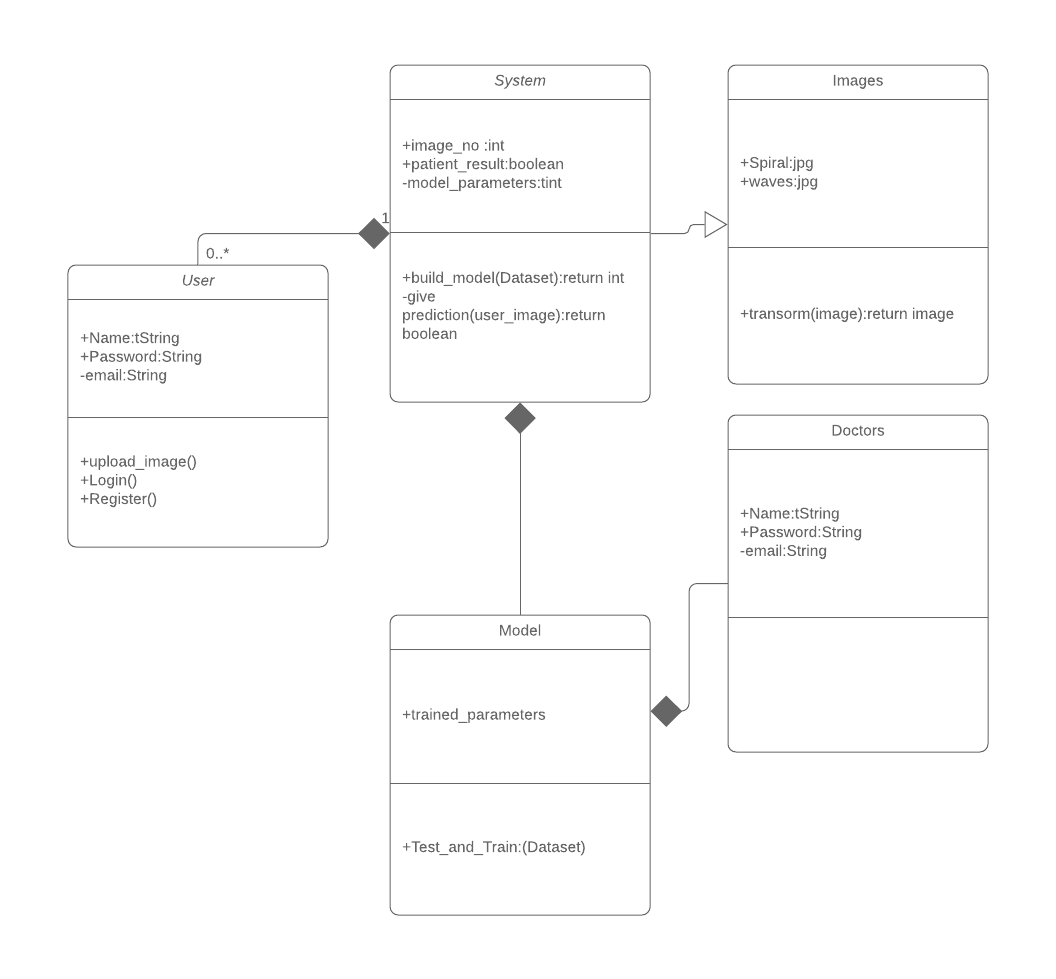 System
+image_no :int
+patient_result:boolean
-model_parameters:tint
+build_model(Dataset):return int
-give
prediction(user_image):return
boolean
Images
+Spiral:jpg
+waves:jpg
+transorm(image):return image
1
0..*
User
+Name:tString
+Password:String
-email:String
+upload_image()
+Login()
+Register()
Doctors
+Name:tString
+Password:String
-email:String
Model
+trained_parameters
+Test_and_Train:(Dataset)